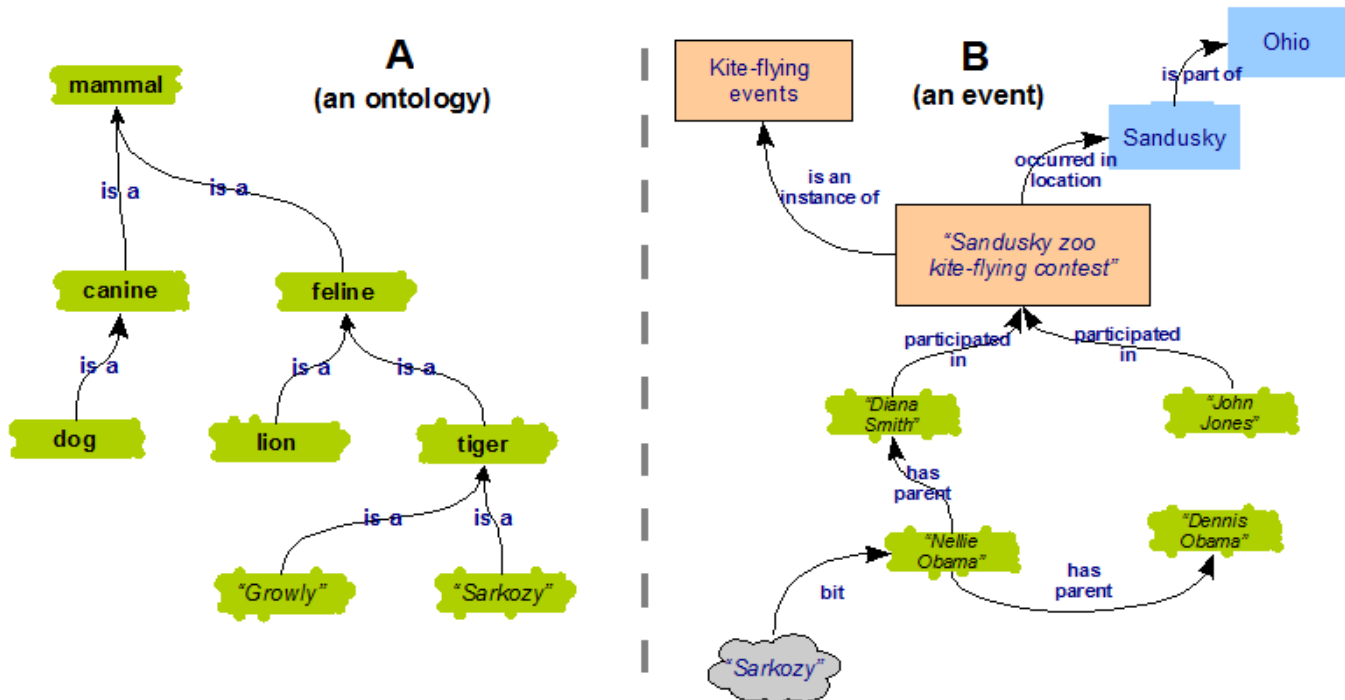 A
(an ontology)
mammal
is a
is a
canine
feline
is a
is a
is a
dog
lion
tiger
is a
is a
“Growly”
“Sarkozy”
B
(an event)
Kite-flying
events
Ohio
is part of
Sandusky
occurred in
location
is an
instance of
“Sandusky zoo
kite-flying contest”
participated
in
participated
in
“Diana
Smith”
“John
Jones”
has
parent
“Nellie
Obama”
“Dennis
Obama”
has
parent
bit
“Sarkozy”